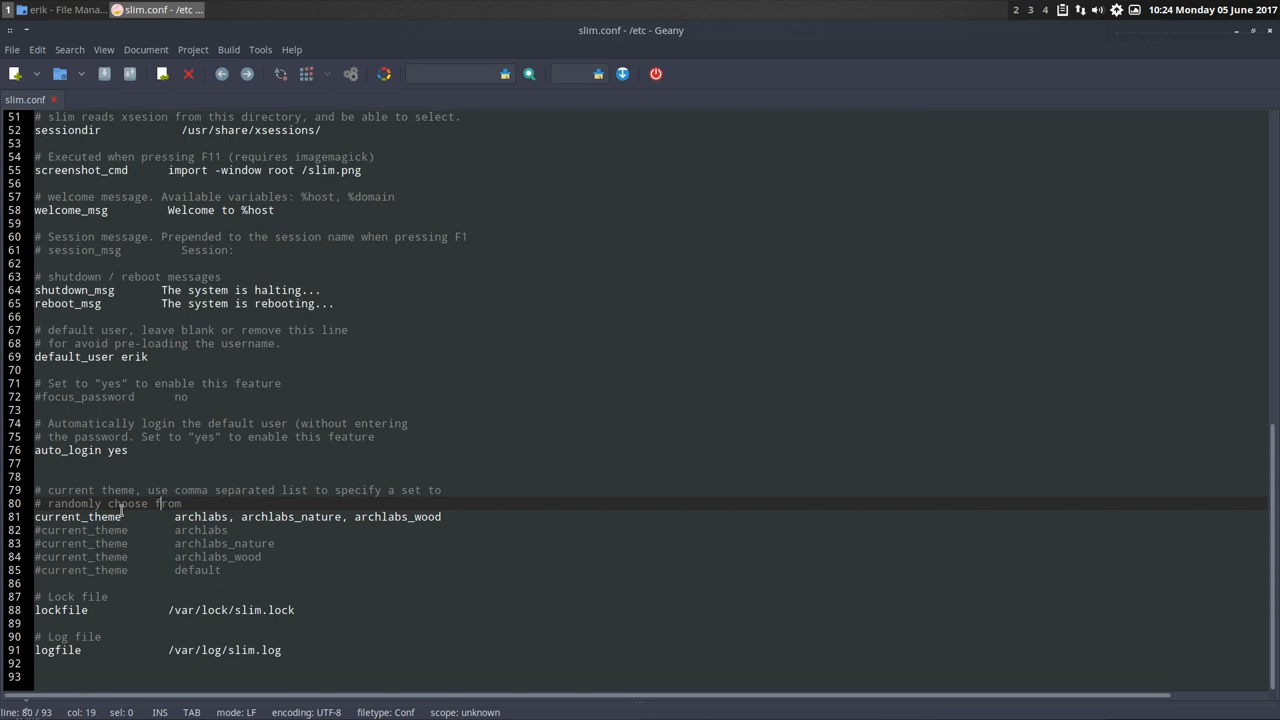 1 erik - File Mana... slim.conf - /etc ... 2 3 4 10:24 Monday 05 June 2017
slim.conf - /etc - Geany
File Edit Search View Document Project Build Tools Help
slim.conf
51 # slim reads xsesion from this directory, and be able to select.
52 sessiondir /usr/share/xsessions/
53
54 # Executed when pressing F11 (requires imagemagick)
55 screenshot_cmd import -window root /slim.png
56
57 # welcome message. Available variables: %host, %domain
58 welcome_msg Welcome to %host
59
60 # Session message. Prepended to the session name when pressing F1
61 # session_msg Session:
62
63 # shutdown / reboot messages
64 shutdown_msg The system is halting...
65 reboot_msg The system is rebooting...
66
67 # default user, leave blank or remove this line
68 # for avoid pre-loading the username.
69 default_user erik
70
71 # Set to "yes" to enable this feature
72 #focus_password no
73
74 # Automatically login the default user (without entering
75 # the password. Set to "yes" to enable this feature
76 auto_login yes
77
78
79 # current theme, use comma separated list to specify a set to
80 # randomly choose from
81 current_theme archlabs, archlabs_nature, archlabs_wood
82 #current_theme archlabs
83 #current_theme archlabs_nature
84 #current_theme archlabs_wood
85 #current_theme default
86
87 # Lock file
88 lockfile /var/lock/slim.lock
89
90 # Log file
91 logfile /var/log/slim.log
92
93
line: 80 / 93 col: 19 sel: 0 INS TAB mode: LF encoding: UTF-8 filetype: Conf scope: unknown